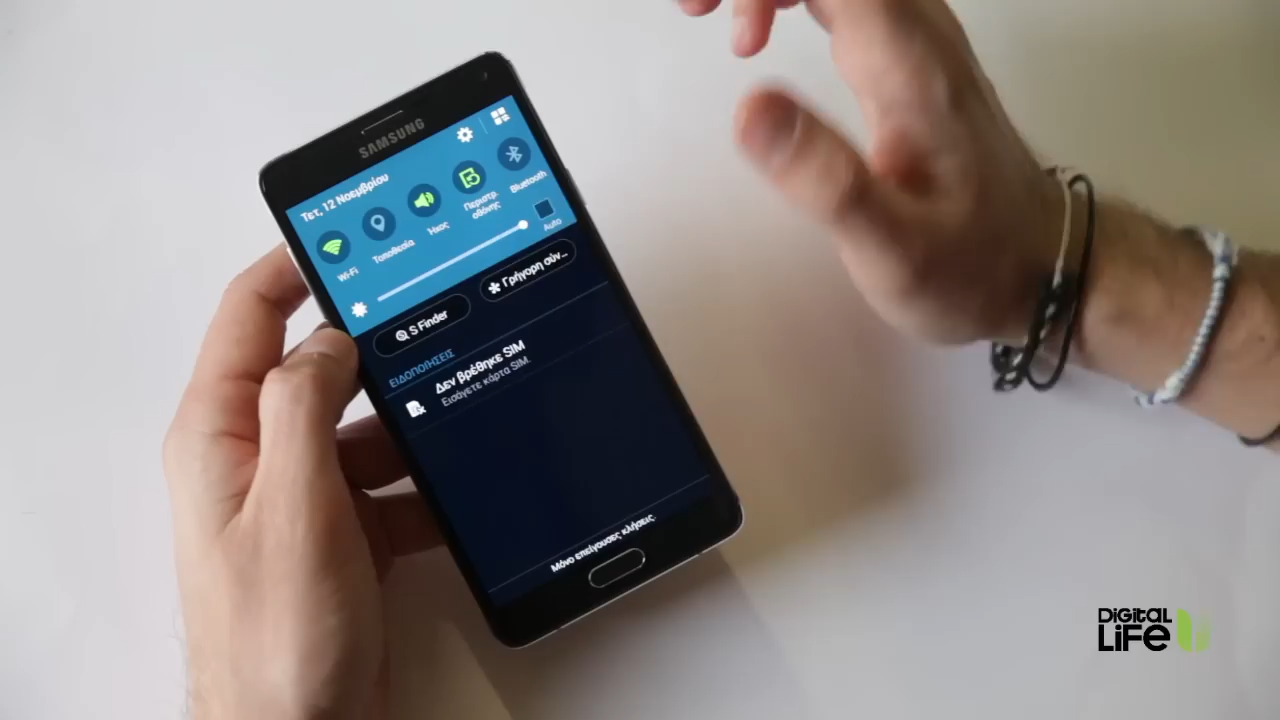 SAMSUNG
Τετ, 12 Νοεμβρίου
Wi-Fi
Τοποθεσία
Ήχος
Περιστρ.
οθόνης
Bluetooth
Auto
S Finder
Γρήγορη σύν...
ΕΙΔΟΠΟΙΗΣΕΙΣ
Δεν βρέθηκε SIM
Εισάγετε κάρτα SIM.
Μόνο επείγουσες κλήσεις.
DiGiTAL
LiFE